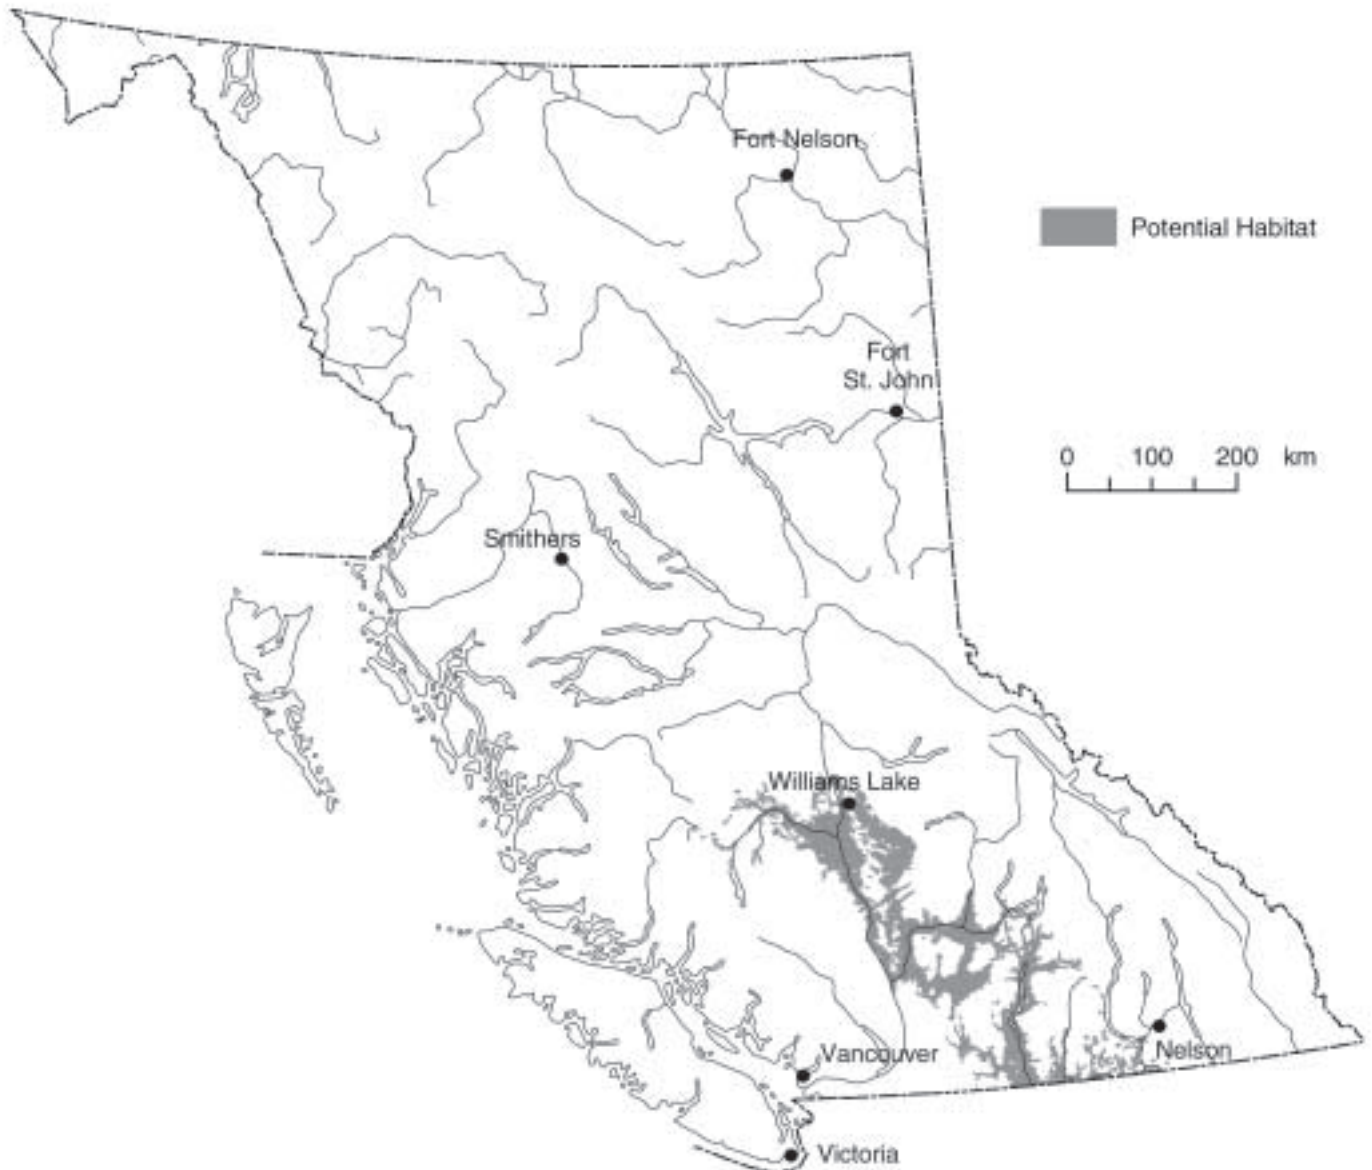 Fort Nelson
Potential Habitat
Fort
St. John
0 100 200 km
Smithers
Williams Lake
Vancouver
Nelson
Victoria